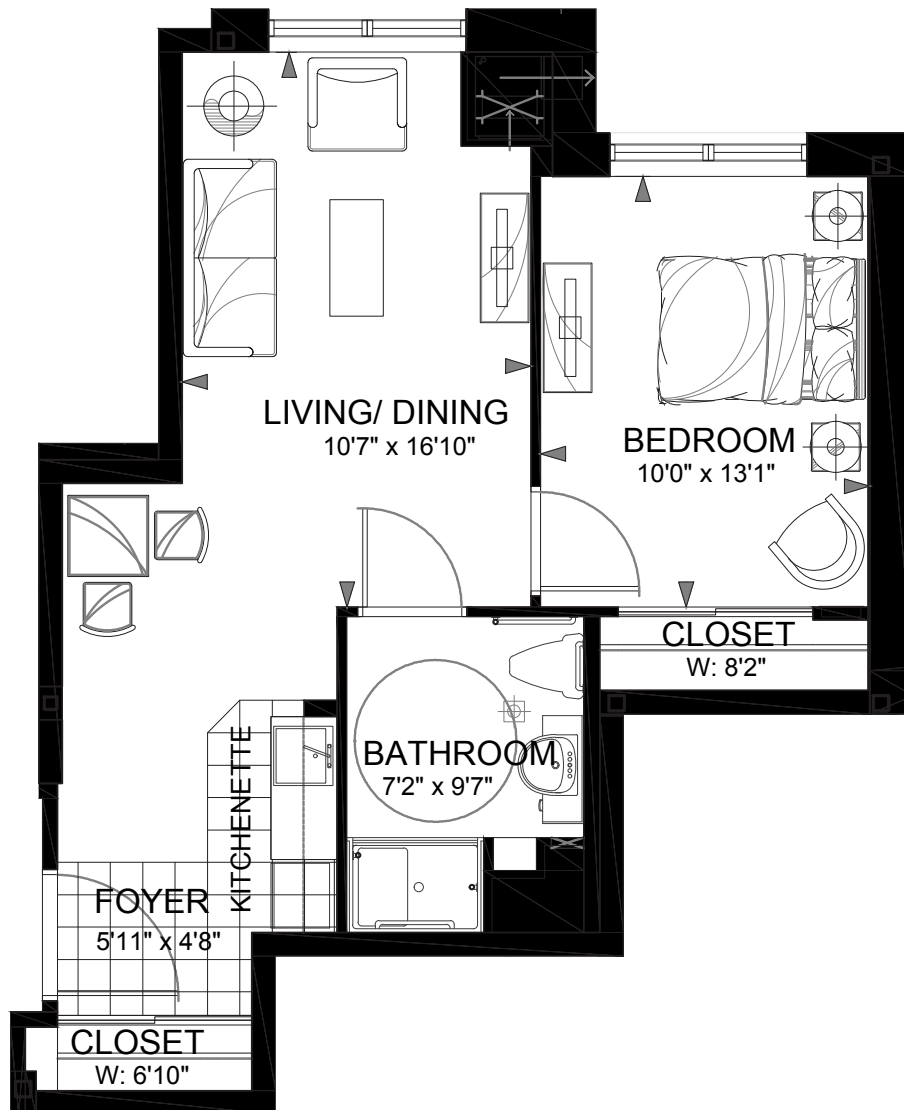 LIVING/ DINING
10'7" x 16'10"
BEDROOM
10'0" x 13'1"
CLOSET
W: 8'2"
BATHROOM
7'2" x 9'7"
KITCHENETTE
FOYER
5'11" x 4'8"
CLOSET
W: 6'10"